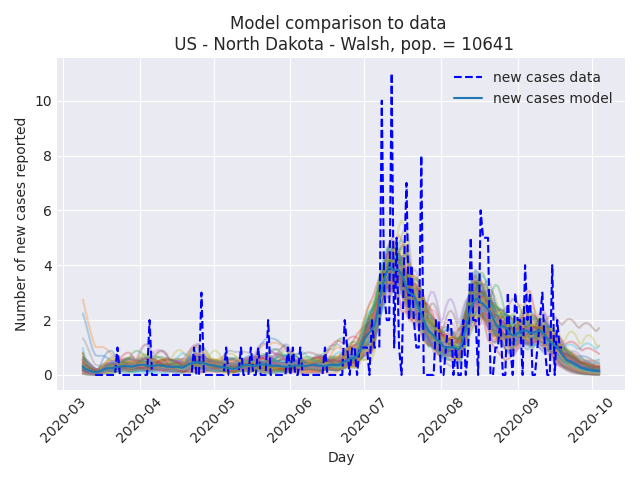 Model comparison to data
US - North Dakota - Walsh, pop. = 10641
new cases data
new cases model
Number of new cases reported
10
8
6
4
2
0
2020-03
2020-04
2020-05
2020-06
2020-07
2020-08
2020-09
2020-10
Day